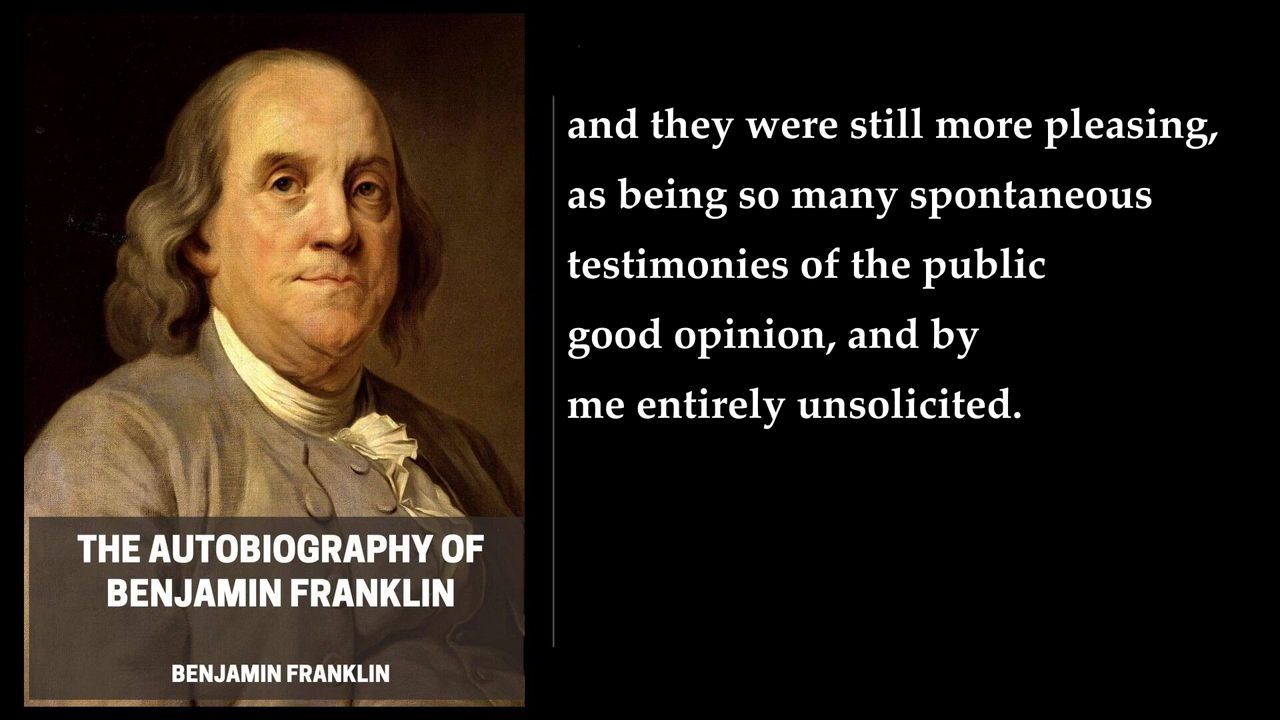 and they were still more pleasing,
as being so many spontaneous
testimonies of the public
good opinion, and by
me entirely unsolicited.
THE AUTOBIOGRAPHY OF
BENJAMIN FRANKLIN
BENJAMIN FRANKLIN